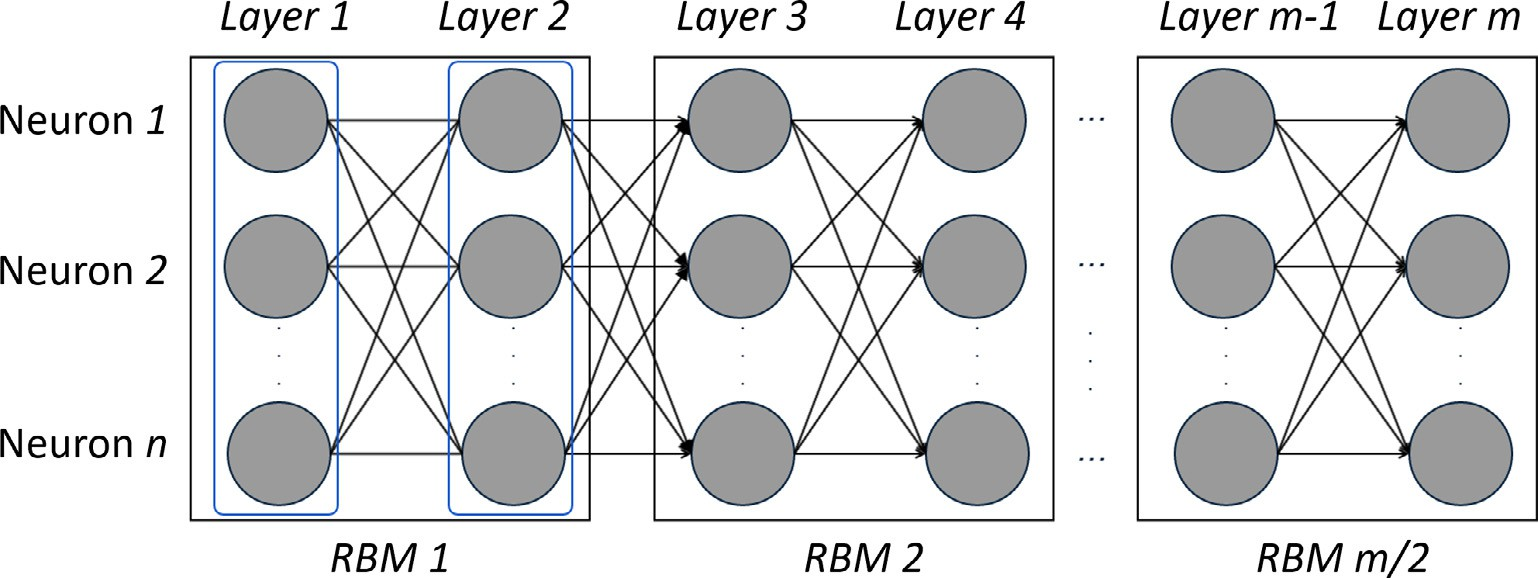 Layer 1 Layer 2 Layer 3 Layer 4 Layer m-1 Layer m
Neuron 1 ...
Neuron 2 ...
Neuron n ...
RBM 1 RBM 2 RBM m/2